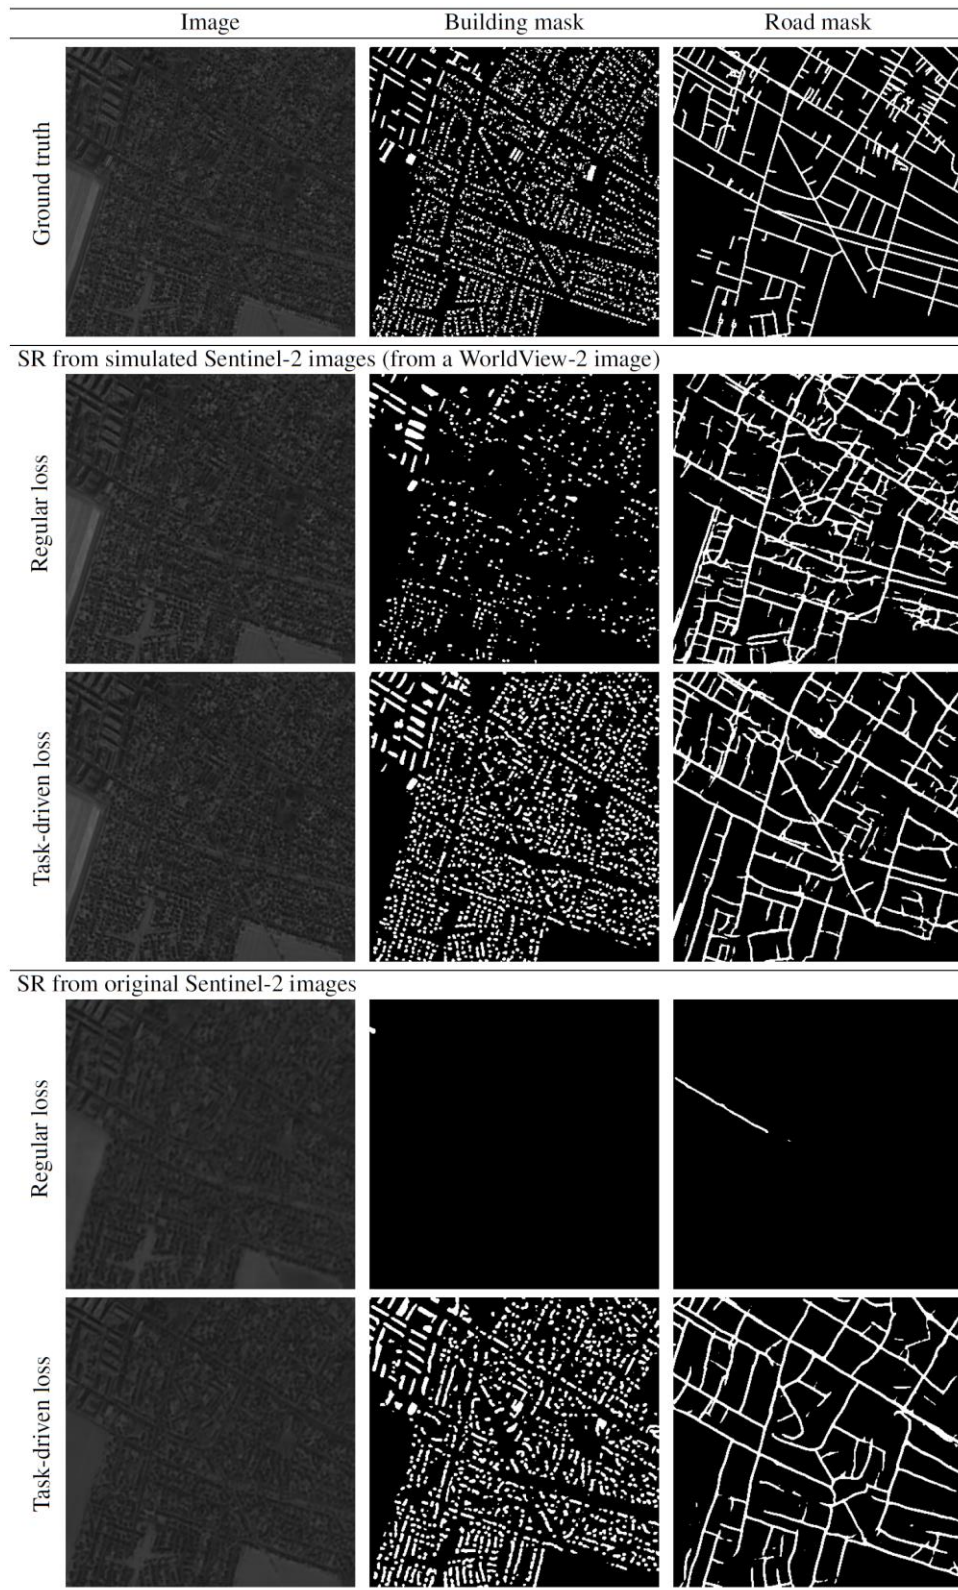 Image Building mask Road mask
Ground truth
SR from simulated Sentinel-2 images (from a WorldView-2 image)
Regular loss
Task-driven loss
SR from original Sentinel-2 images
Regular loss
Task-driven loss